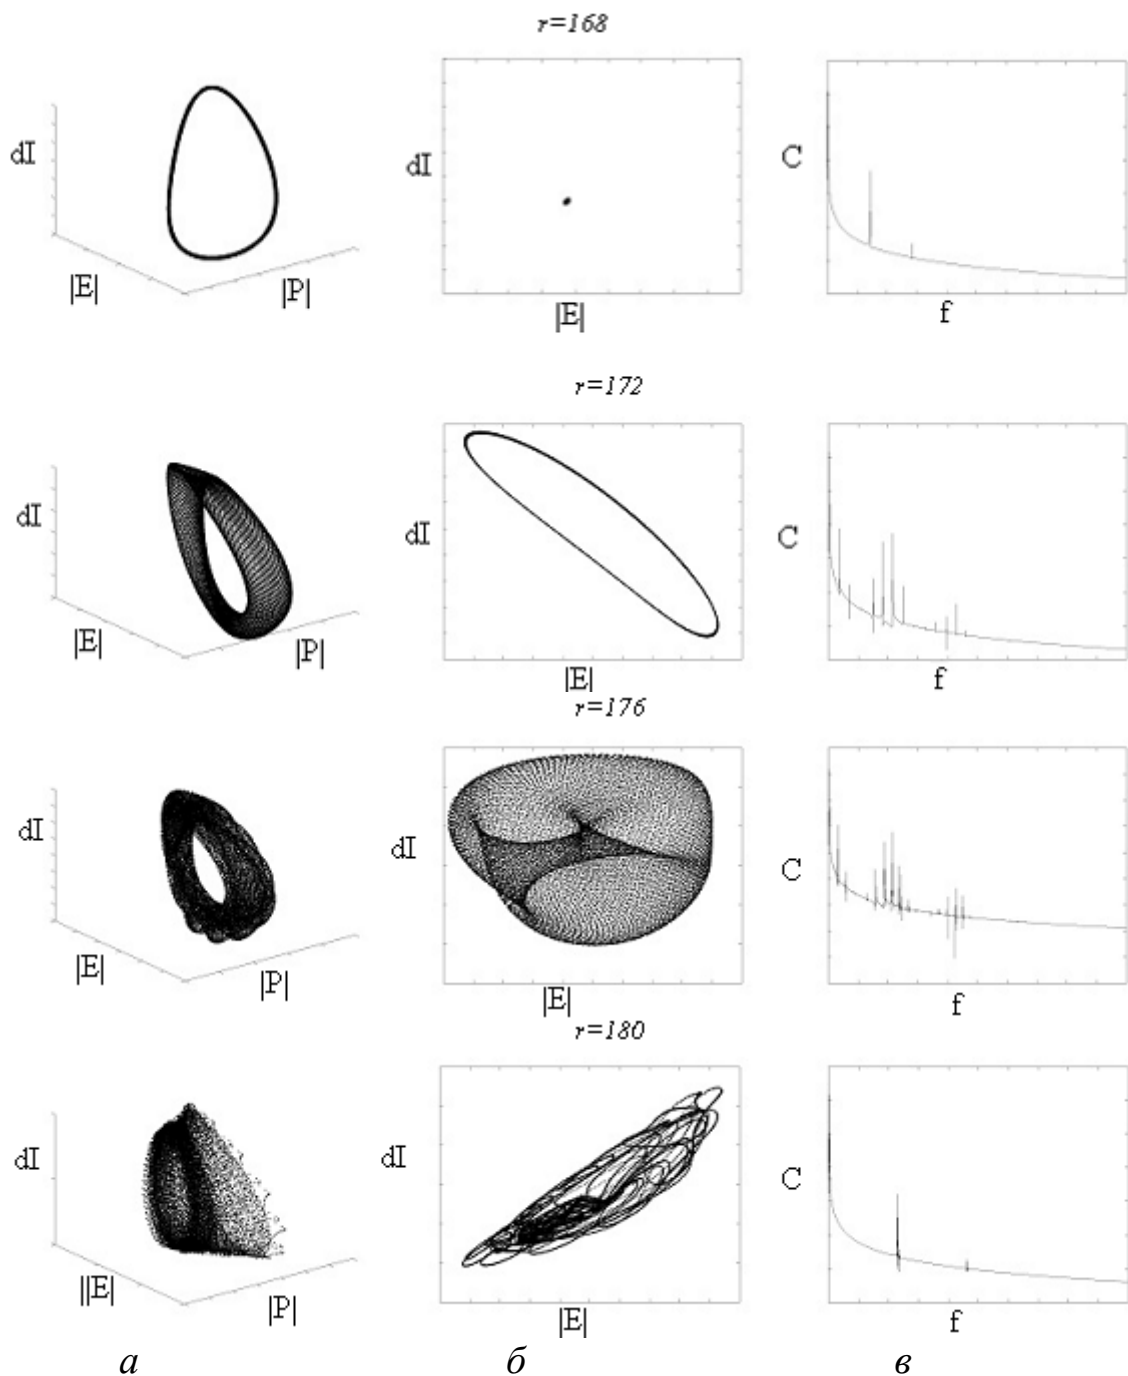 r=168
dI
|E|
|P|
dI
|E|
C
f
r=172
dI
|E|
|P|
dI
|E|
C
f
r=176
dI
|E|
|P|
dI
|E|
C
f
r=180
dI
||E|
|P|
dI
|E|
C
f
а
б
в